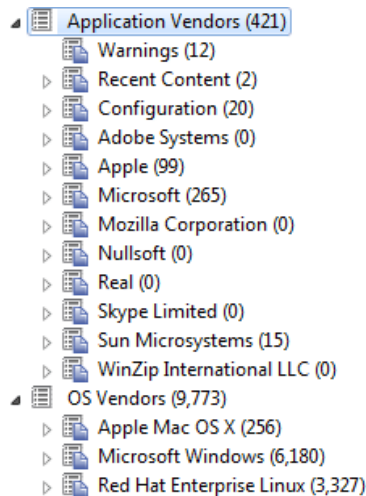 Application Vendors (421)
Warnings (12)
Recent Content (2)
Configuration (20)
Adobe Systems (0)
Apple (99)
Microsoft (265)
Mozilla Corporation (0)
Nullsoft (0)
Real (0)
Skype Limited (0)
Sun Microsystems (15)
WinZip International LLC (0)
OS Vendors (9,773)
Apple Mac OS X (256)
Microsoft Windows (6,180)
Red Hat Enterprise Linux (3,327)